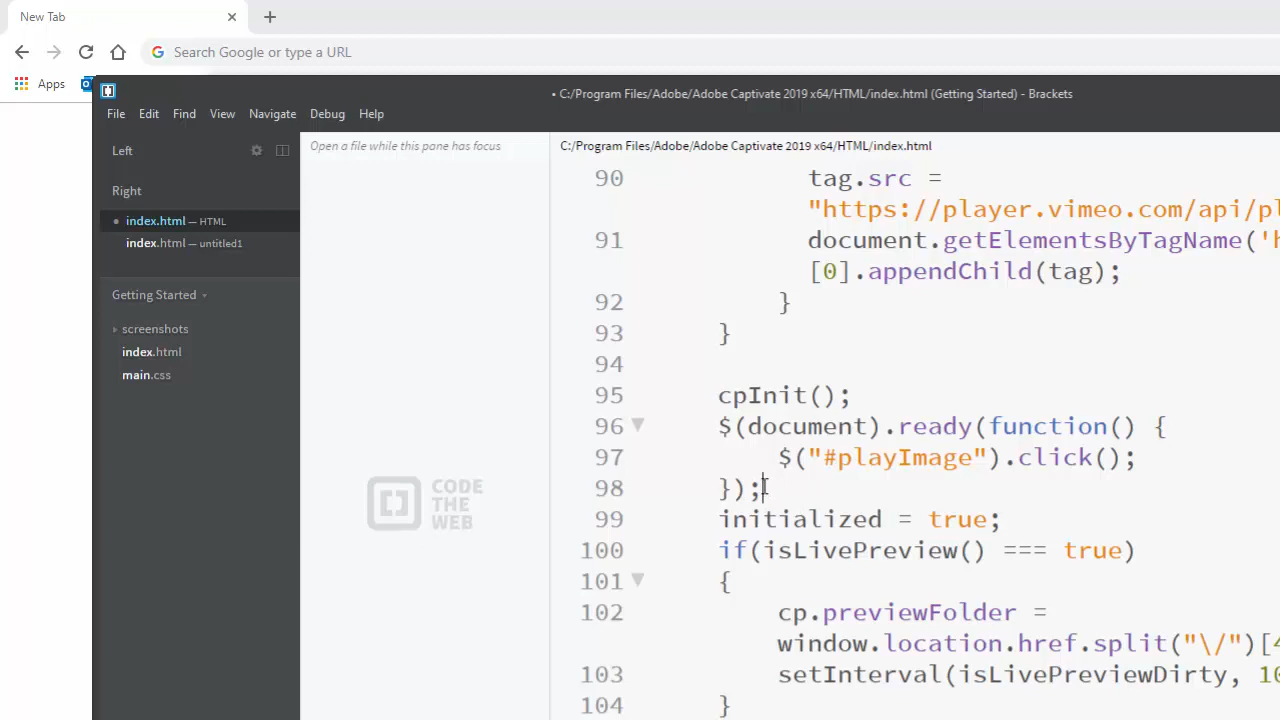 New Tab
Search Google or type a URL
Apps
C:/Program Files/Adobe/Adobe Captivate 2019 x64/HTML/index.html (Getting Started) - Brackets
File Edit Find View Navigate Debug Help
Left
Right
index.html — HTML
index.html — untitled1
Getting Started
screenshots
index.html
main.css
Open a file while this pane has focus
CODE
THE
WEB
C:/Program Files/Adobe/Adobe Captivate 2019 x64/HTML/index.html
90 tag.src =
"https://player.vimeo.com/api/pl
91 document.getElementsByTagName('h
[0].appendChild(tag);
92 }
93 }
94
95 cpInit();
96 $(document).ready(function() {
97 $("#playImage").click();
98 });
99 initialized = true;
100 if(isLivePreview() === true)
101 {
102 cp.previewFolder =
window.location.href.split("\/")[4
103 setInterval(isLivePreviewDirty, 10
104 }